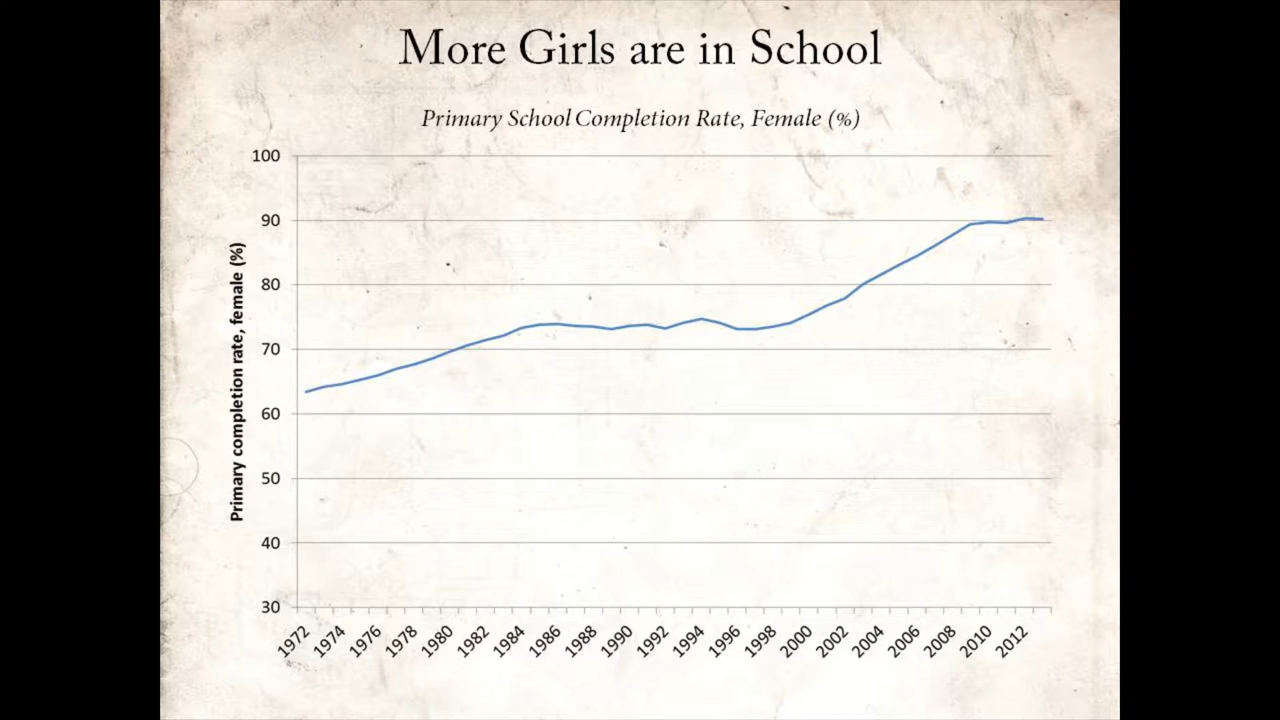 More Girls are in School
Primary School Completion Rate, Female (%)
Primary completion rate, female (%)
100
90
80
70
60
50
40
30
1972 1974 1976 1978 1980 1982 1984 1986 1988 1990 1992 1994 1996 1998 2000 2002 2004 2006 2008 2010 2012